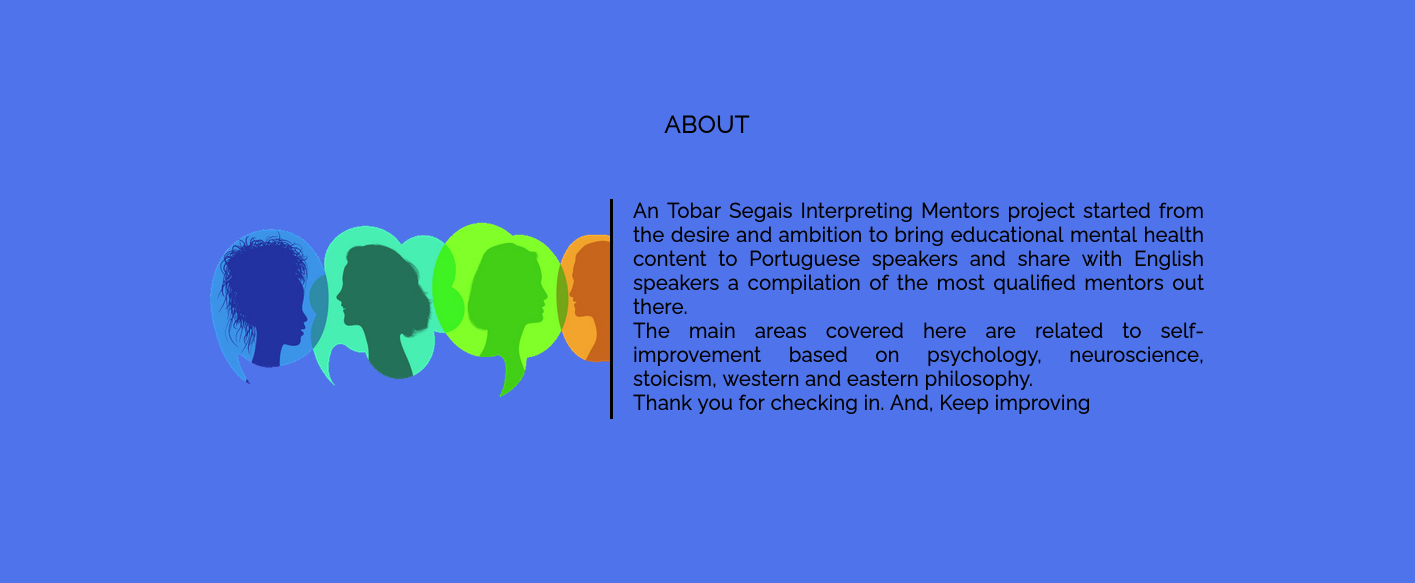 ABOUT
An Tobar Segais Interpreting Mentors project started from
the desire and ambition to bring educational mental health
content to Portuguese speakers and share with English
speakers a compilation of the most qualified mentors out
there.
The main areas covered here are related to self-
improvement based on psychology, neuroscience,
stoicism, western and eastern philosophy.
Thank you for checking in. And, Keep improving